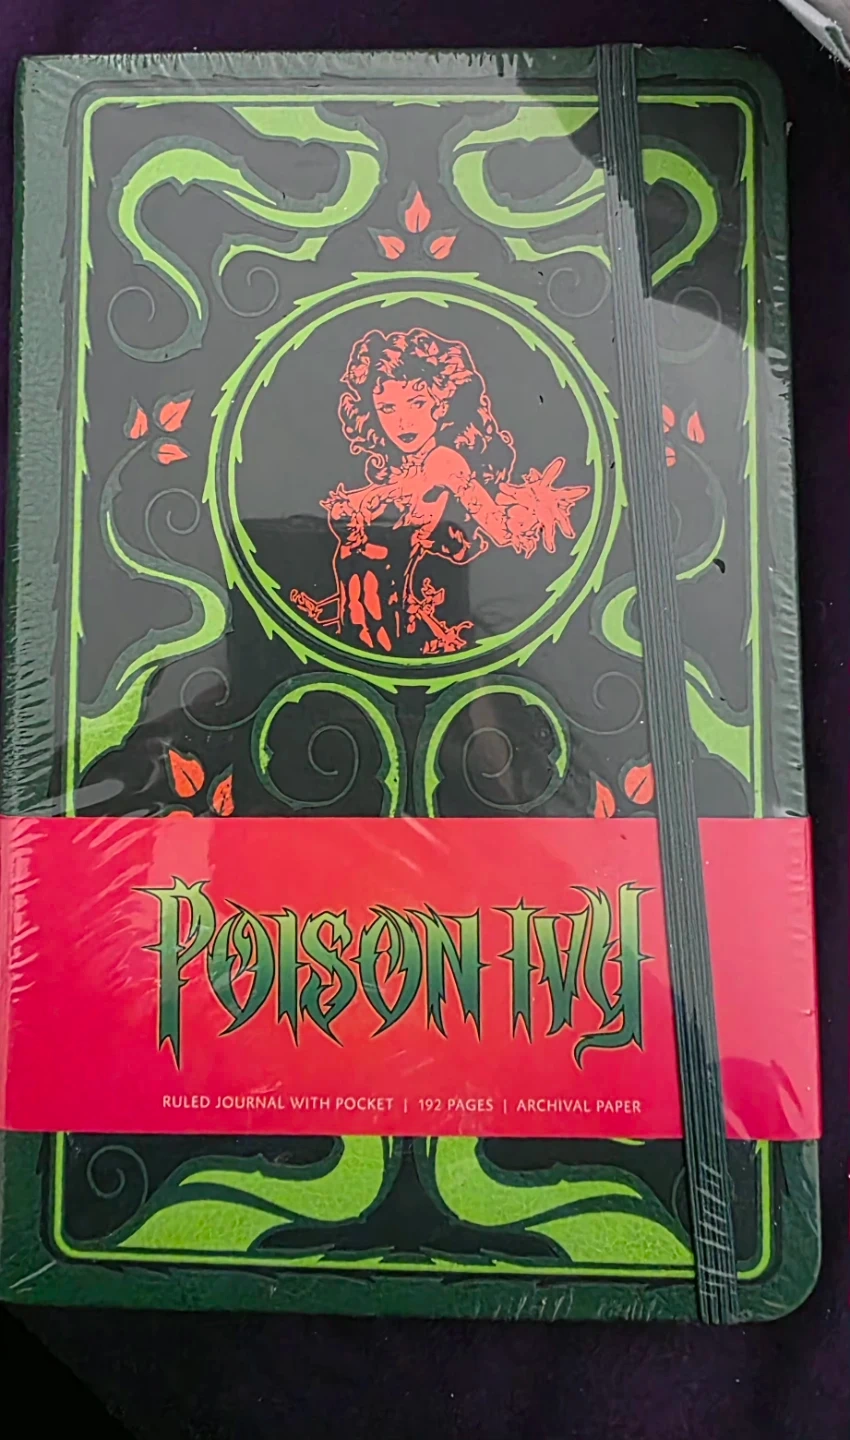 POISON IVY
RULED JOURNAL WITH POCKET | 192 PAGES | ARCHIVAL PAPER